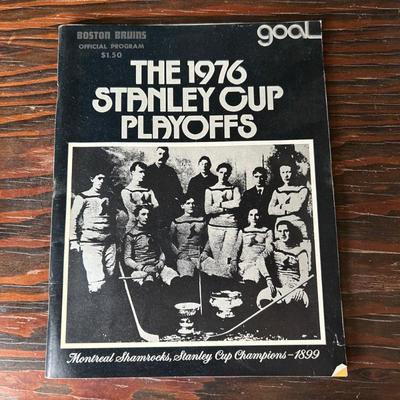 BOSTON BRUINS
OFFICIAL PROGRAM
$1.50
goal
THE 1976
STANLEY CUP
PLAYOFFS
Montreal Shamrocks, Stanley Cup Champions-1899